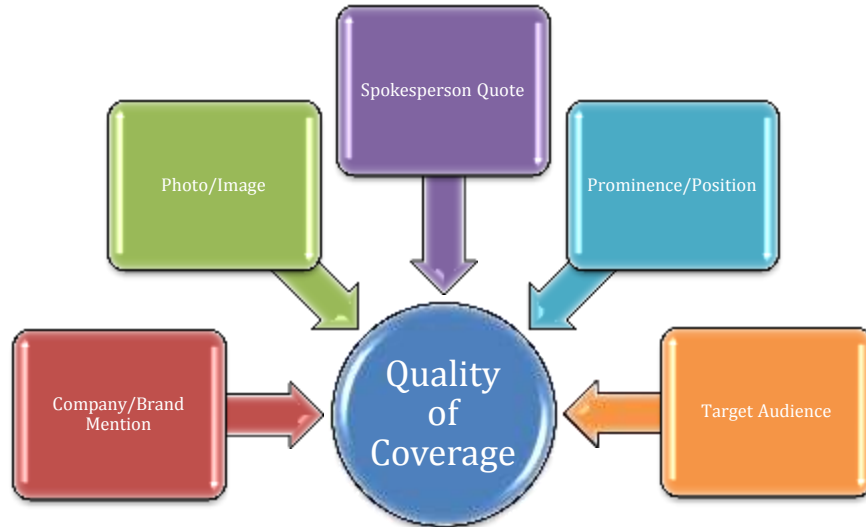 Spokesperson Quote
Photo/Image
Prominence/Position
Company/Brand
Mention
Quality
of
Coverage
Target Audience